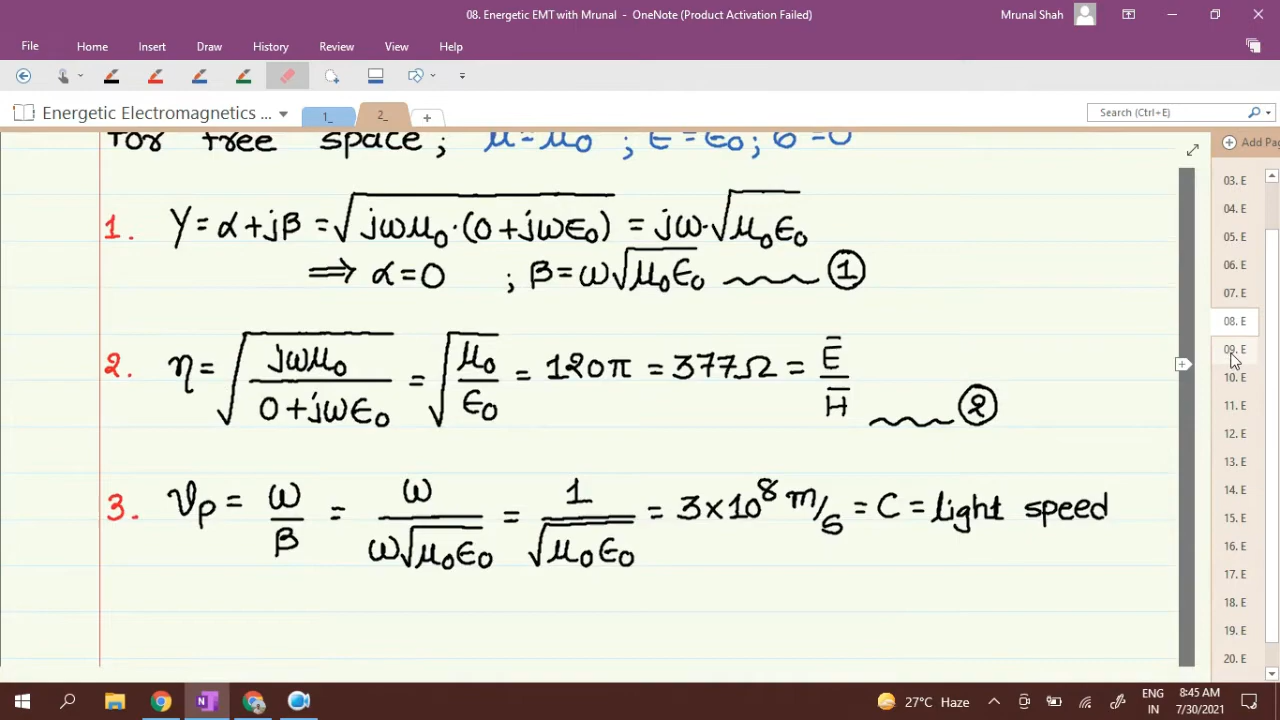 08. Energetic EMT with Mrunal - OneNote (Product Activation Failed)
Mrunal Shah
File Home Insert Draw History Review View Help
Energetic Electromagnetics ...
1_ 2_
Search (Ctrl+E)
Add Pag
for free space; μ=μ₀ ; ε=ε₀; σ=0
1. γ = α+jβ = √(jωμ₀·(0+jωε₀)) = jω·√(μ₀ε₀)
⟹ α=0 ; β=ω√(μ₀ε₀) ①
2. η = √(jωμ₀/(0+jωε₀)) = √(μ₀/ε₀) = 120π = 377Ω = Ē/H̄ ②
3. Vp = ω/β = ω/(ω√(μ₀ε₀)) = 1/√(μ₀ε₀) = 3×10⁸ m/s = C = light speed
03. E
04. E
05. E
06. E
07. E
08. E
09. E
10. E
11. E
12. E
13. E
14. E
15. E
16. E
17. E
18. E
19. E
20. E
27°C Haze
ENG
IN
8:45 AM
7/30/2021